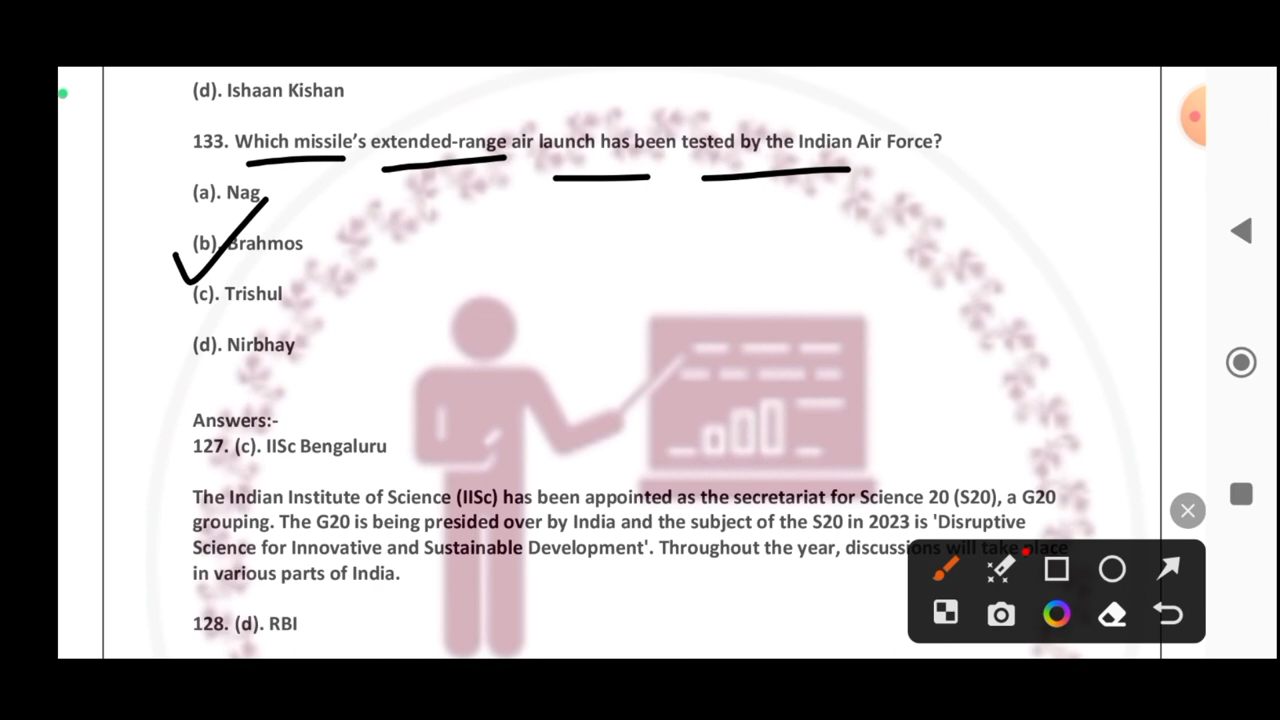 (d). Ishaan Kishan
133. Which missile's extended-range air launch has been tested by the Indian Air Force?
(a). Nag
(b). Brahmos
(c). Trishul
(d). Nirbhay
Answers:-
127. (c). IISc Bengaluru
The Indian Institute of Science (IISc) has been appointed as the secretariat for Science 20 (S20), a G20
grouping. The G20 is being presided over by India and the subject of the S20 in 2023 is 'Disruptive
Science for Innovative and Sustainable Development'. Throughout the year, discussions will take place
in various parts of India.
128. (d). RBI